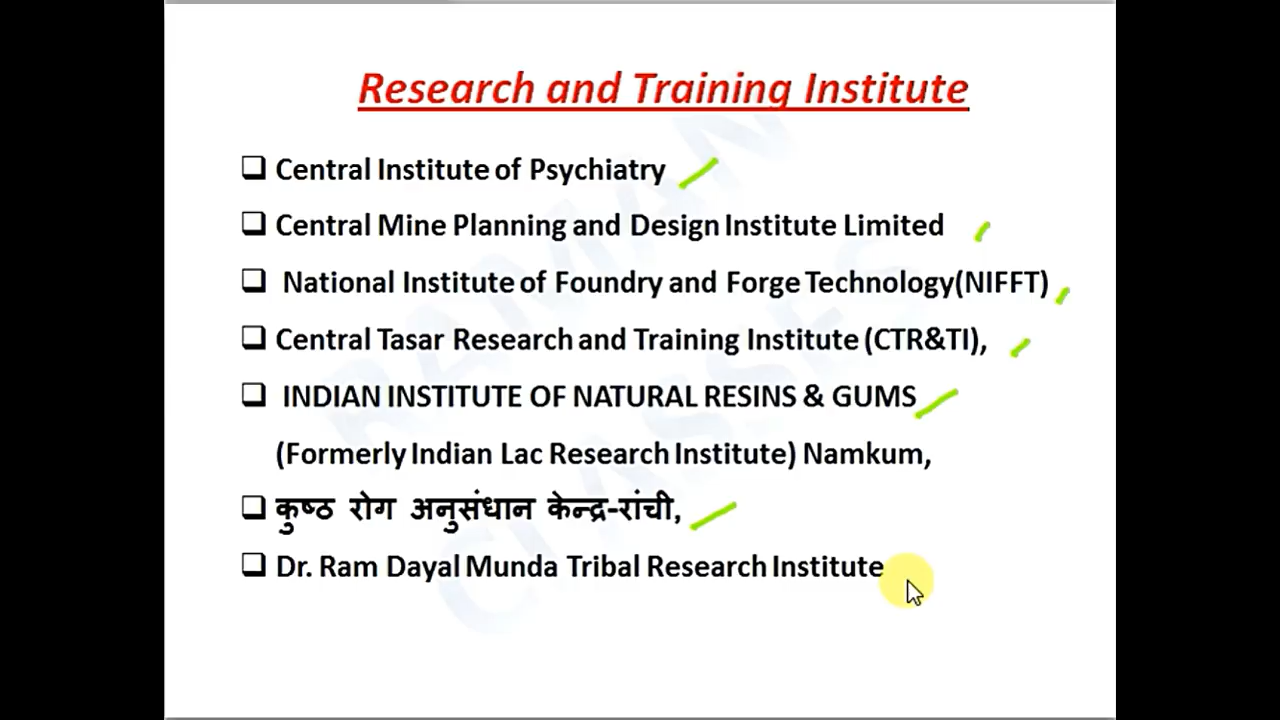 Research and Training Institute
Central Institute of Psychiatry
Central Mine Planning and Design Institute Limited
National Institute of Foundry and Forge Technology(NIFFT)
Central Tasar Research and Training Institute (CTR&TI),
INDIAN INSTITUTE OF NATURAL RESINS & GUMS
(Formerly Indian Lac Research Institute) Namkum,
कुष्ठ रोग अनुसंधान केन्द्र-रांची,
Dr. Ram Dayal Munda Tribal Research Institute